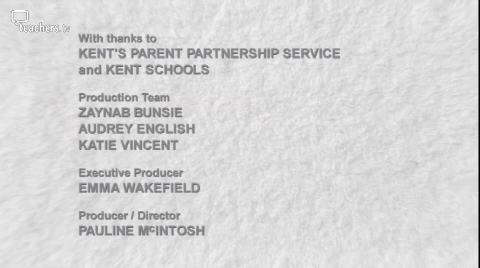 Teachers.tv
With thanks to
KENT'S PARENT PARTNERSHIP SERVICE
and KENT SCHOOLS
Production Team
ZAYNAB BUNSIE
AUDREY ENGLISH
KATIE VINCENT
Executive Producer
EMMA WAKEFIELD
Producer / Director
PAULINE McINTOSH